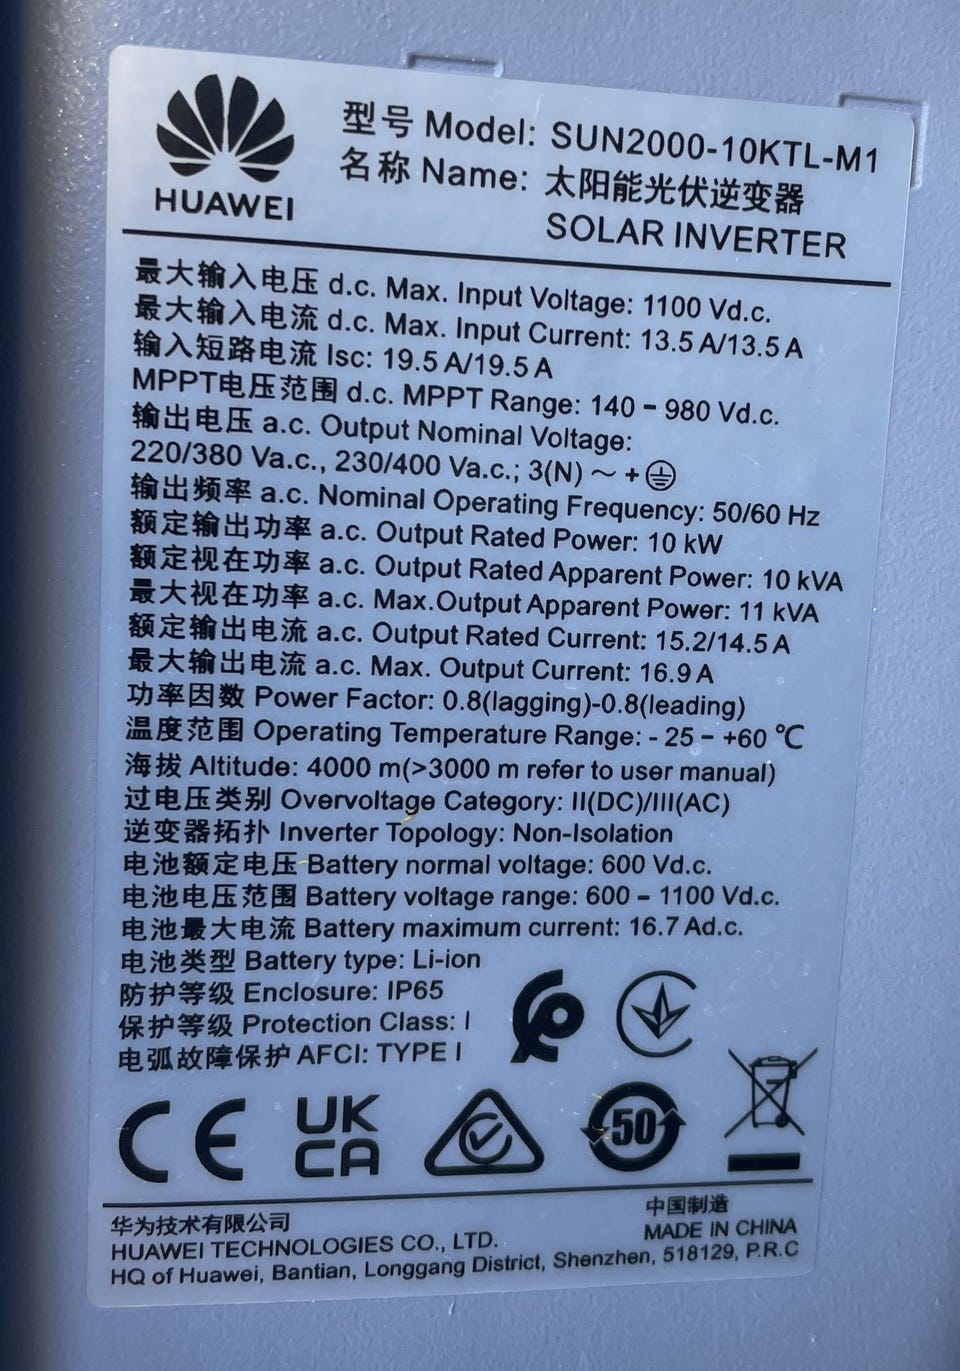 HUAWEI
型号 Model: SUN2000-10KTL-M1
名称 Name: 太阳能光伏逆变器
SOLAR INVERTER
最大输入电压 d.c. Max. Input Voltage: 1100 Vd.c.
最大输入电流 d.c. Max. Input Current: 13.5 A/13.5 A
输入短路电流 Isc: 19.5 A/19.5 A
MPPT电压范围 d.c. MPPT Range: 140 – 980 Vd.c.
输出电压 a.c. Output Nominal Voltage:
220/380 Va.c., 230/400 Va.c.; 3(N) ～ +
输出频率 a.c. Nominal Operating Frequency: 50/60 Hz
额定输出功率 a.c. Output Rated Power: 10 kW
额定视在功率 a.c. Output Rated Apparent Power: 10 kVA
最大视在功率 a.c. Max.Output Apparent Power: 11 kVA
额定输出电流 a.c. Output Rated Current: 15.2/14.5 A
最大输出电流 a.c. Max. Output Current: 16.9 A
功率因数 Power Factor: 0.8(lagging)-0.8(leading)
温度范围 Operating Temperature Range: - 25 – +60 ℃
海拔 Altitude: 4000 m(>3000 m refer to user manual)
过电压类别 Overvoltage Category: II(DC)/III(AC)
逆变器拓扑 Inverter Topology: Non-Isolation
电池额定电压 Battery normal voltage: 600 Vd.c.
电池电压范围 Battery voltage range: 600 – 1100 Vd.c.
电池最大电流 Battery maximum current: 16.7 Ad.c.
电池类型 Battery type: Li-ion
防护等级 Enclosure: IP65
保护等级 Protection Class: I
电弧故障保护 AFCI: TYPE I
CE
UK
CA
50
华为技术有限公司
HUAWEI TECHNOLOGIES CO., LTD.
中国制造
MADE IN CHINA
HQ of Huawei, Bantian, Longgang District, Shenzhen, 518129, P.R.C